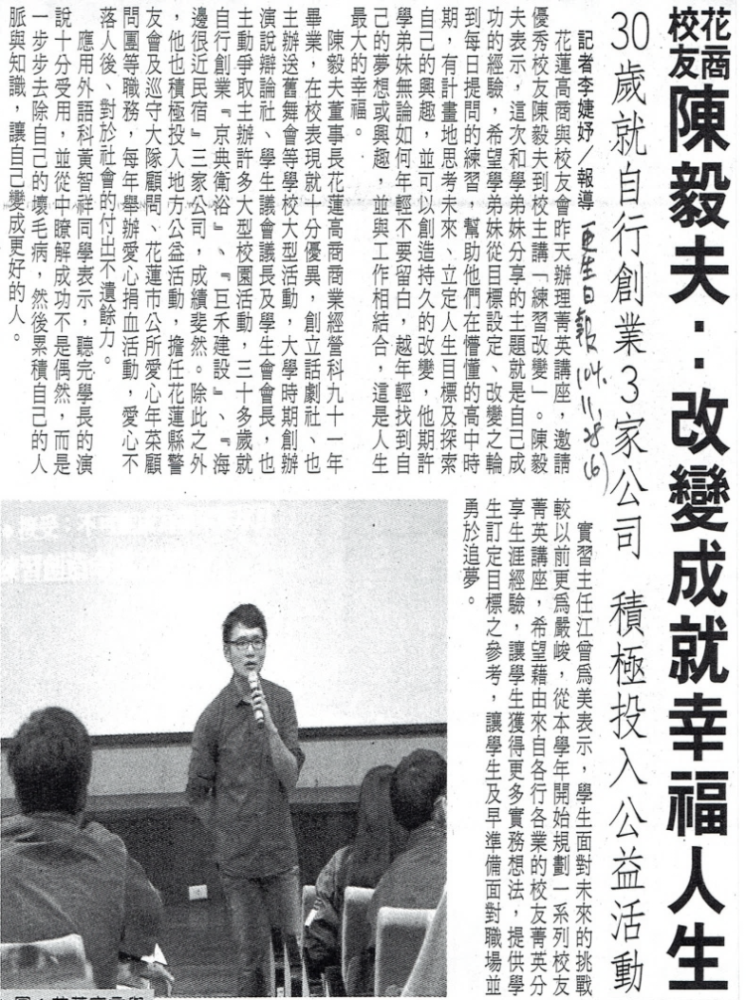 花商
校友
陳毅夫：改變成就幸福人生
30歲就自行創業3家公司 積極投入公益活動
記者李婕妤／報導
更生日報 104.11.28(6)
花蓮高商與校友會昨天辦理菁英講座，邀請
優秀校友陳毅夫到校主講「練習改變」。陳毅
夫表示，這次和學弟妹分享的主題就是自己成
功的經驗，希望學弟妹從目標設定、改變之輪
到每日提問的練習，幫助他們在懵懂的高中時
期，有計畫地思考未來、立定人生目標及探索
自己的興趣，並可以創造持久的改變，他期許
學弟妹無論如何年輕不要留白，越年輕找到自
己的夢想或興趣，並與工作相結合，這是人生
最大的幸福。
陳毅夫董事長花蓮高商商業經營科九十一年
畢業，在校表現就十分優異，創立話劇社、也
主辦送舊舞會等學校大型活動，大學時期創辦
演說辯論社、學生議會議長及學生會會長，也
主動爭取主辦許多大型校園活動，三十多歲就
自行創業『京典衛浴』、『巨禾建設』、『海
邊很近民宿』三家公司，成績斐然。除此之外
，他也積極投入地方公益活動，擔任花蓮縣警
友會及巡守大隊顧問、花蓮市公所愛心年菜顧
問團等職務，每年舉辦愛心捐血活動，愛心不
落人後、對於社會的付出不遺餘力。
應用外語科黃智祥同學表示，聽完學長的演
說十分受用，並從中瞭解成功不是偶然，而是
一步步去除自己的壞毛病，然後累積自己的人
脈與知識，讓自己變成更好的人。
實習主任江曾為美表示，學生面對未來的挑戰
較以前更為嚴峻，從本學年開始規劃一系列校友
菁英講座，希望藉由來自各行各業的校友菁英分
享生涯經驗，讓學生獲得更多實務想法，提供學
生訂定目標之參考，讓學生及早準備面對職場並
勇於追夢。